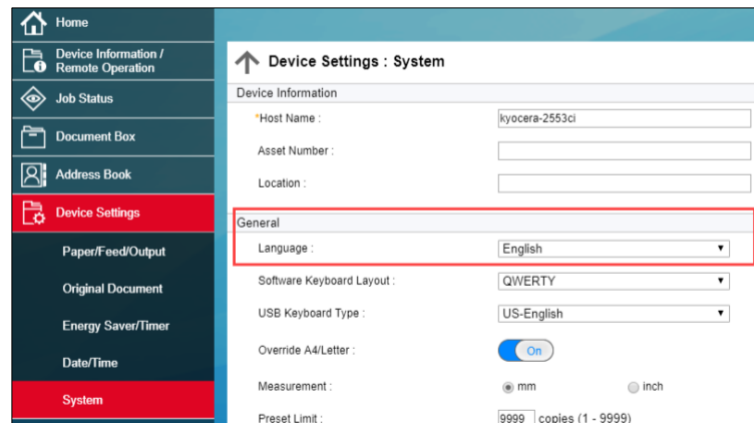 Home
Device Information /
Remote Operation
Job Status
Document Box
Address Book
Device Settings
Paper/Feed/Output
Original Document
Energy Saver/Timer
Date/Time
System
Device Settings : System
Device Information
*Host Name : kyocera-2553ci
Asset Number :
Location :
General
Language : English
Software Keyboard Layout : QWERTY
USB Keyboard Type : US-English
Override A4/Letter : On
Measurement : mm inch
Preset Limit : 9999 copies (1 - 9999)